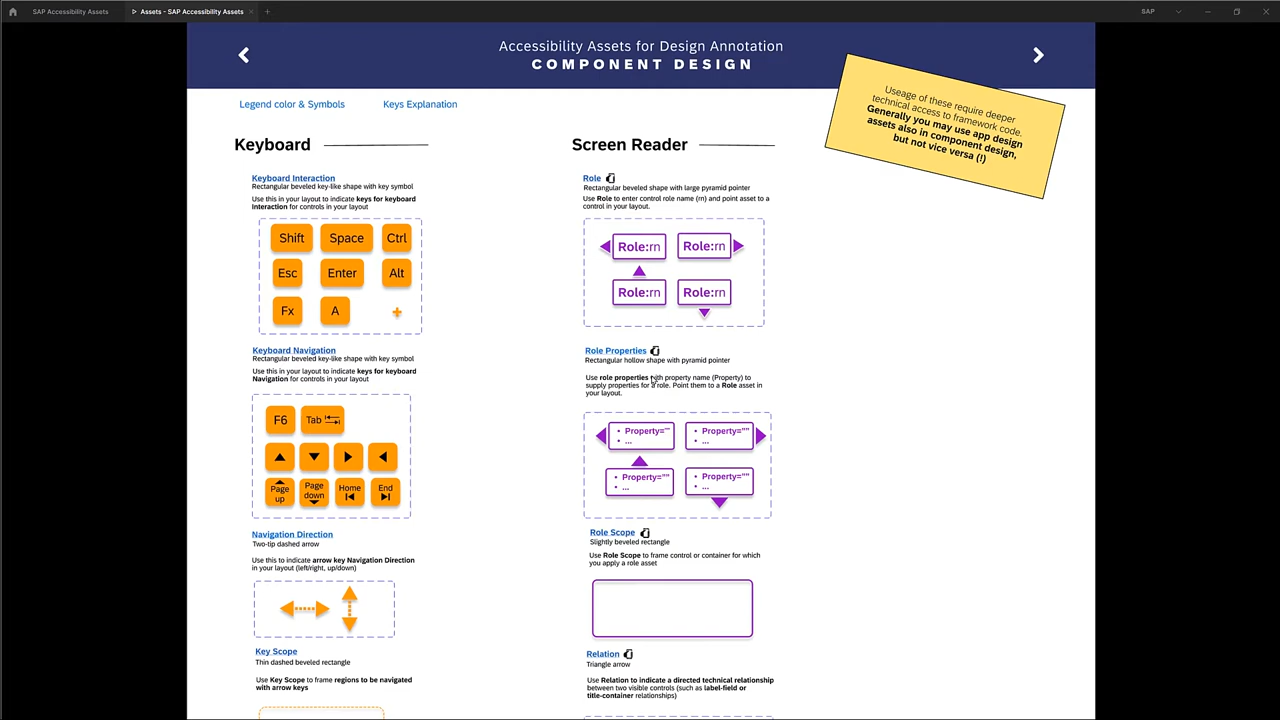 SAP Accessibility Assets
Assets - SAP Accessibility Assets
SAP
Accessibility Assets for Design Annotation
COMPONENT DESIGN
Useage of these require deeper
technical access to framework code.
Generally you may use app design
assets also in component design,
but not vice versa (!)
Legend color & Symbols
Keys Explanation
Keyboard
Keyboard Interaction
Rectangular beveled key-like shape with key symbol
Use this in your layout to indicate keys for keyboard
Interaction for controls in your layout
Shift Space Ctrl
Esc Enter Alt
Fx A +
Keyboard Navigation
Rectangular beveled key-like shape with key symbol
Use this in your layout to indicate keys for keyboard
Navigation for controls in your layout
F6 Tab
Page
up
Page
down
Home
End
Navigation Direction
Two-tip dashed arrow
Use this to indicate arrow key Navigation Direction
in your layout (left/right, up/down)
Key Scope
Thin dashed beveled rectangle
Use Key Scope to frame regions to be navigated
with arrow keys
Screen Reader
Role
Rectangular beveled shape with large pyramid pointer
Use Role to enter control role name (rn) and point asset to a
control in your layout.
Role:rn Role:rn
Role:rn Role:rn
Role Properties
Rectangular hollow shape with pyramid pointer
Use role properties with property name (Property) to
supply properties for a role. Point them to a Role asset in
your layout.
• Property="" • Property=""
• ... • ...
• Property="" • Property=""
• ... • ...
Role Scope
Slightly beveled rectangle
Use Role Scope to frame control or container for which
you apply a role asset
Relation
Triangle arrow
Use Relation to indicate a directed technical relationship
between two visible controls (such as label-field or
title-container relationships)